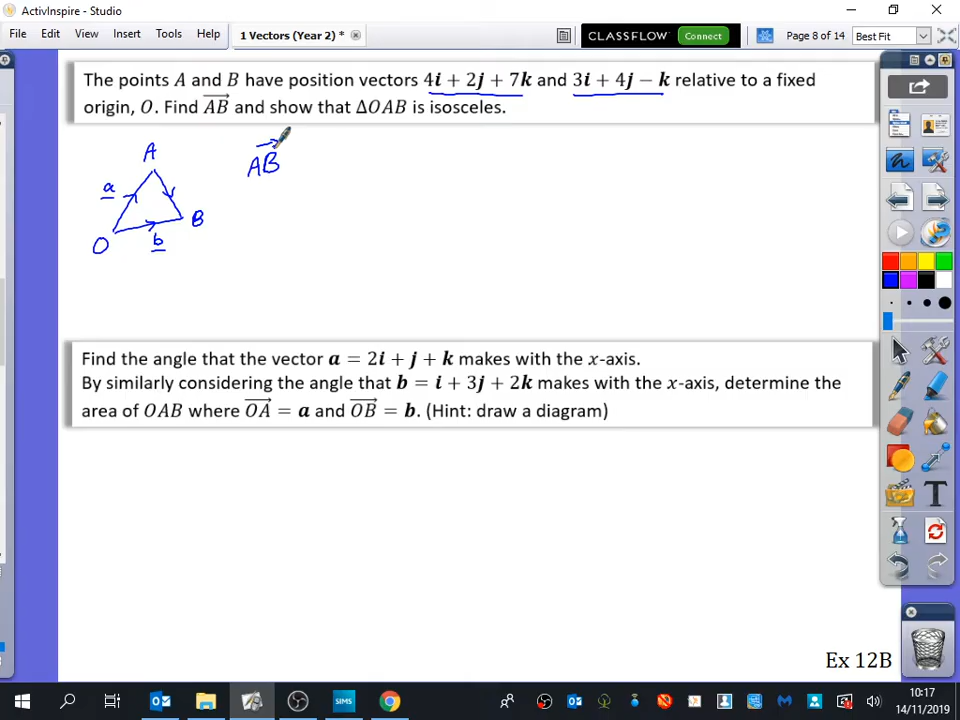 ActivInspire - Studio
File Edit View Insert Tools Help
1 Vectors (Year 2) *
CLASSFLOW Connect
Page 8 of 14
Best Fit
The points A and B have position vectors 4i + 2j + 7k and 3i + 4j − k relative to a fixed
origin, O. Find AB⃗ and show that ΔOAB is isosceles.
A
a
B
O
b
AB⃗
Find the angle that the vector a = 2i + j + k makes with the x-axis.
By similarly considering the angle that b = i + 3j + 2k makes with the x-axis, determine the
area of OAB where OA⃗ = a and OB⃗ = b. (Hint: draw a diagram)
Ex 12B
SIMS
10:17
14/11/2019